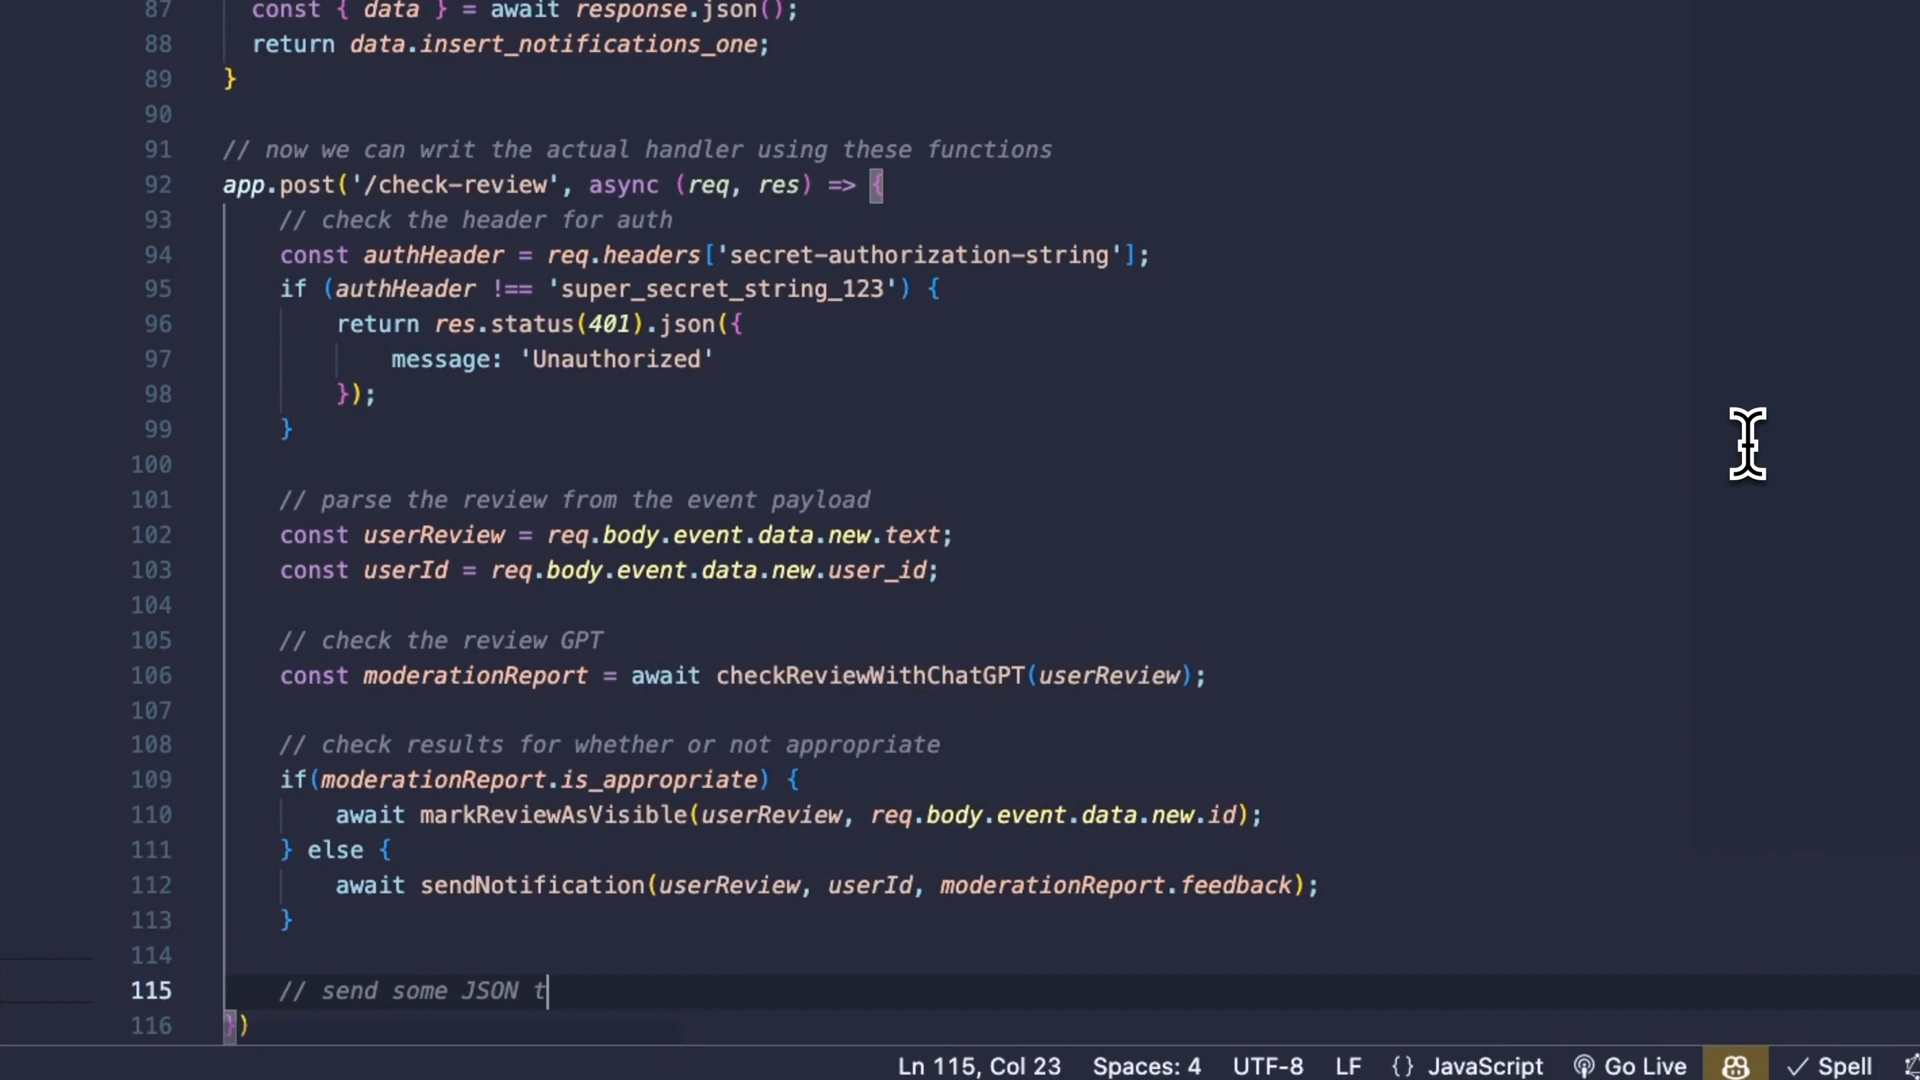 87 const { data } = await response.json();
88 return data.insert_notifications_one;
89 }
90
91 // now we can writ the actual handler using these functions
92 app.post('/check-review', async (req, res) => {
93 // check the header for auth
94 const authHeader = req.headers['secret-authorization-string'];
95 if (authHeader !== 'super_secret_string_123') {
96 return res.status(401).json({
97 message: 'Unauthorized'
98 });
99 }
100
101 // parse the review from the event payload
102 const userReview = req.body.event.data.new.text;
103 const userId = req.body.event.data.new.user_id;
104
105 // check the review GPT
106 const moderationReport = await checkReviewWithChatGPT(userReview);
107
108 // check results for whether or not appropriate
109 if(moderationReport.is_appropriate) {
110 await markReviewAsVisible(userReview, req.body.event.data.new.id);
111 } else {
112 await sendNotification(userReview, userId, moderationReport.feedback);
113 }
114
115 // send some JSON t
116 })
Ln 115, Col 23 Spaces: 4 UTF-8 LF {} JavaScript Go Live Spell